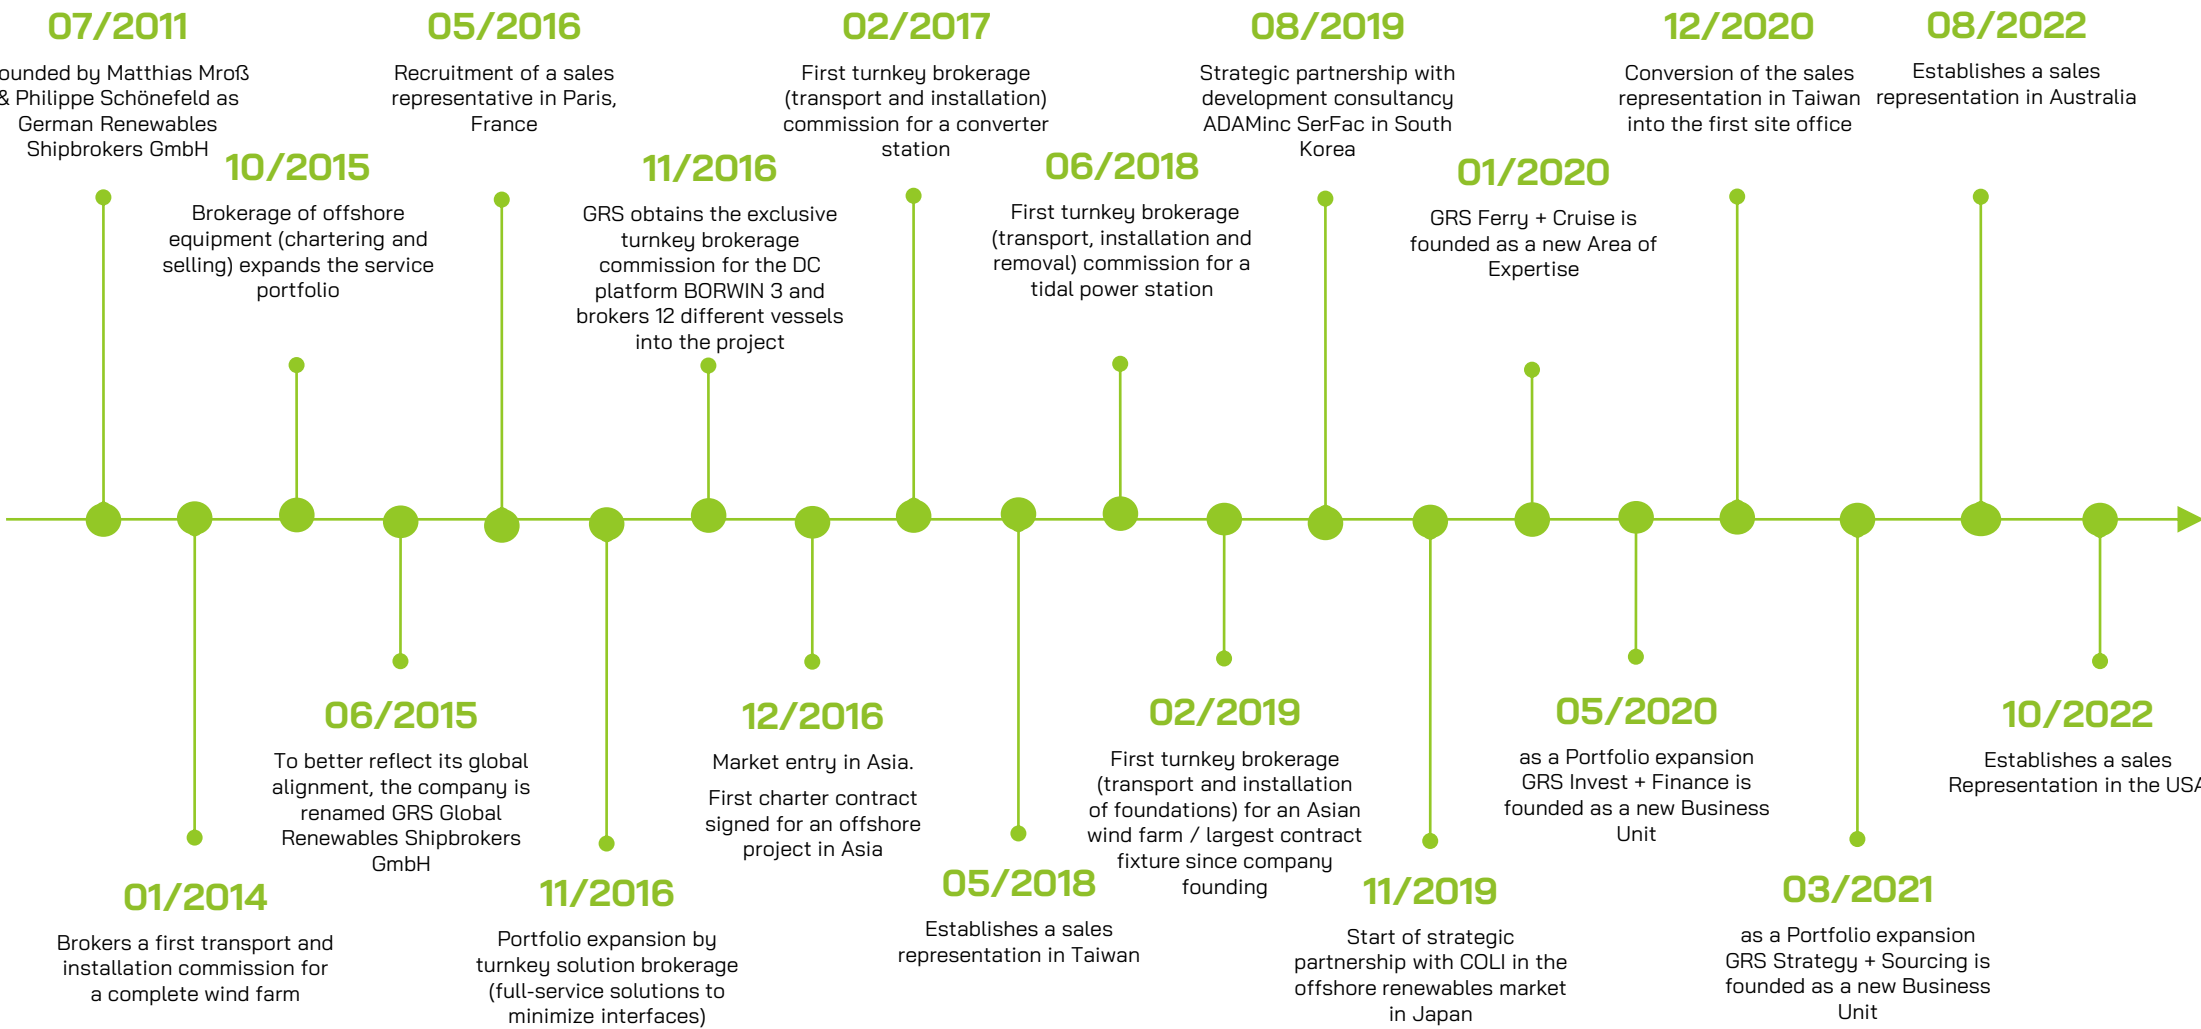 07/2011
ounded by Matthias Mroß
& Philippe Schönefeld as
German Renewables
Shipbrokers GmbH
01/2014
Brokers a first transport and
installation commission for
a complete wind farm
10/2015
Brokerage of offshore
equipment (chartering and
selling) expands the service
portfolio
06/2015
To better reflect its global
alignment, the company is
renamed GRS Global
Renewables Shipbrokers
GmbH
05/2016
Recruitment of a sales
representative in Paris,
France
11/2016
Portfolio expansion by
turnkey solution brokerage
(full-service solutions to
minimize interfaces)
11/2016
GRS obtains the exclusive
turnkey brokerage
commission for the DC
platform BORWIN 3 and
brokers 12 different vessels
into the project
12/2016
Market entry in Asia.
First charter contract
signed for an offshore
project in Asia
02/2017
First turnkey brokerage
(transport and installation)
commission for a converter
station
05/2018
Establishes a sales
representation in Taiwan
06/2018
First turnkey brokerage
(transport, installation and
removal) commission for a
tidal power station
02/2019
First turnkey brokerage
(transport and installation
of foundations) for an Asian
wind farm / largest contract
fixture since company
founding
08/2019
Strategic partnership with
development consultancy
ADAMinc SerFac in South
Korea
11/2019
Start of strategic
partnership with COLI in the
offshore renewables market
in Japan
01/2020
GRS Ferry + Cruise is
founded as a new Area of
Expertise
05/2020
as a Portfolio expansion
GRS Invest + Finance is
founded as a new Business
Unit
12/2020
Conversion of the sales
representation in Taiwan
into the first site office
03/2021
as a Portfolio expansion
GRS Strategy + Sourcing is
founded as a new Business
Unit
08/2022
Establishes a sales
representation in Australia
10/2022
Establishes a sales
Representation in the USA